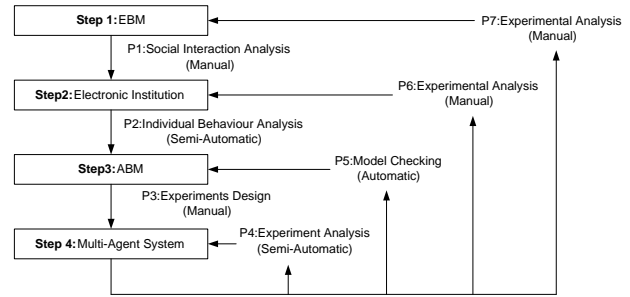 Step 1:EBM
P7:Experimental Analysis
(Manual)
P1:Social Interaction Analysis
(Manual)
P6:Experimental Analysis
(Manual)
Step2:Electronic Institution
P2:Individual Behaviour Analysis
(Semi-Automatic)
P5:Model Checking
(Automatic)
Step3:ABM
P3:Experiments Design
(Manual)
P4:Experiment Analysis
(Semi-Automatic)
Step 4:Multi-Agent System